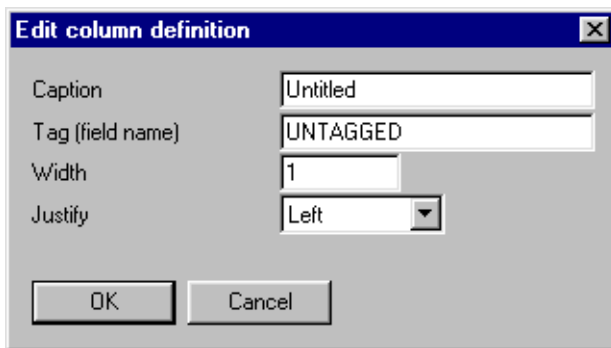 Edit column definition
Caption Untitled
Tag (field name) UNTAGGED
Width 1
Justify Left
OK Cancel